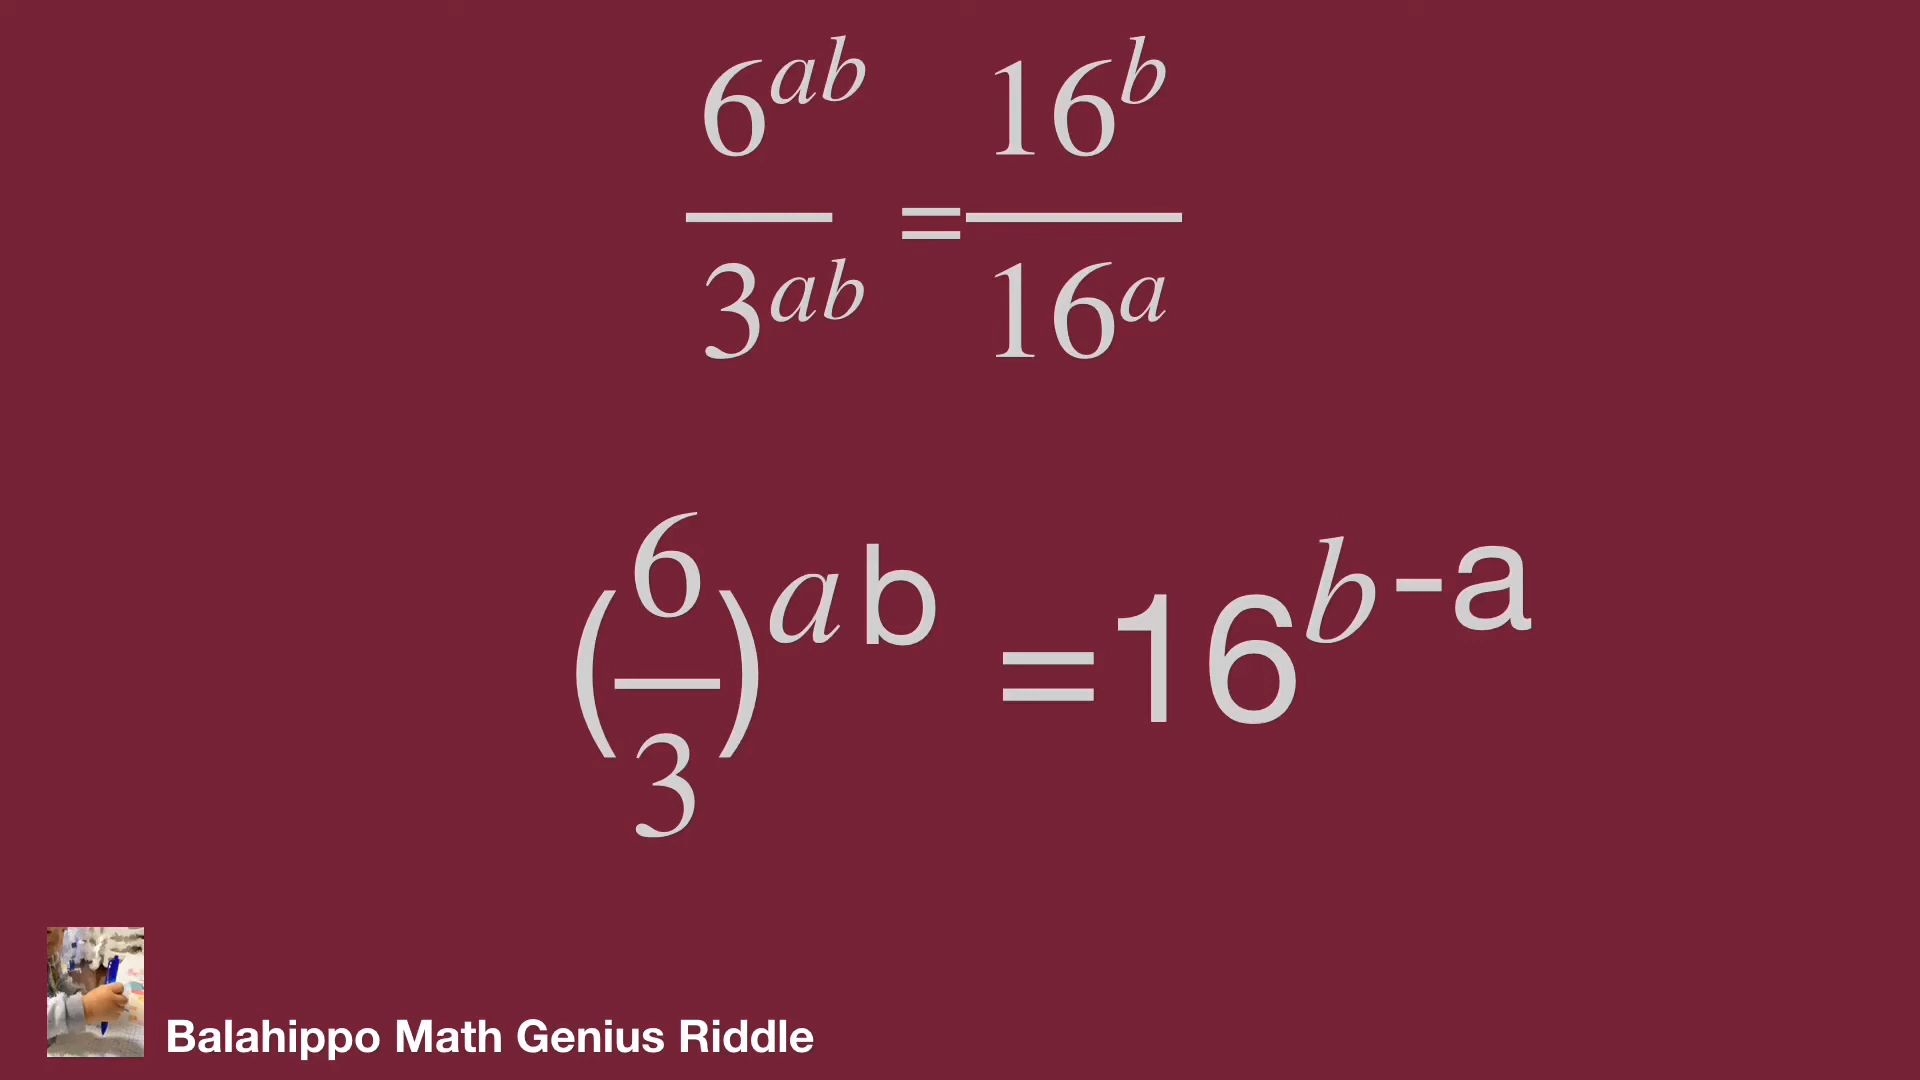 6^{ab}/3^{ab} = 16^{b}/16^{a}
(6/3)^{ab} = 16^{b-a}
Balahippo Math Genius Riddle